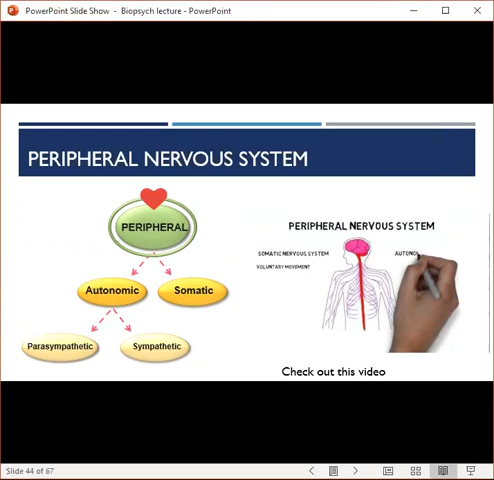 PowerPoint Slide Show - Biopsych lecture - PowerPoint
PERIPHERAL NERVOUS SYSTEM
PERIPHERAL
Autonomic
Somatic
Parasympathetic
Sympathetic
PERIPHERAL NERVOUS SYSTEM
SOMATIC NERVOUS SYSTEM
VOLUNTARY MOVEMENT
AUTONO
Check out this video
Slide 44 of 67